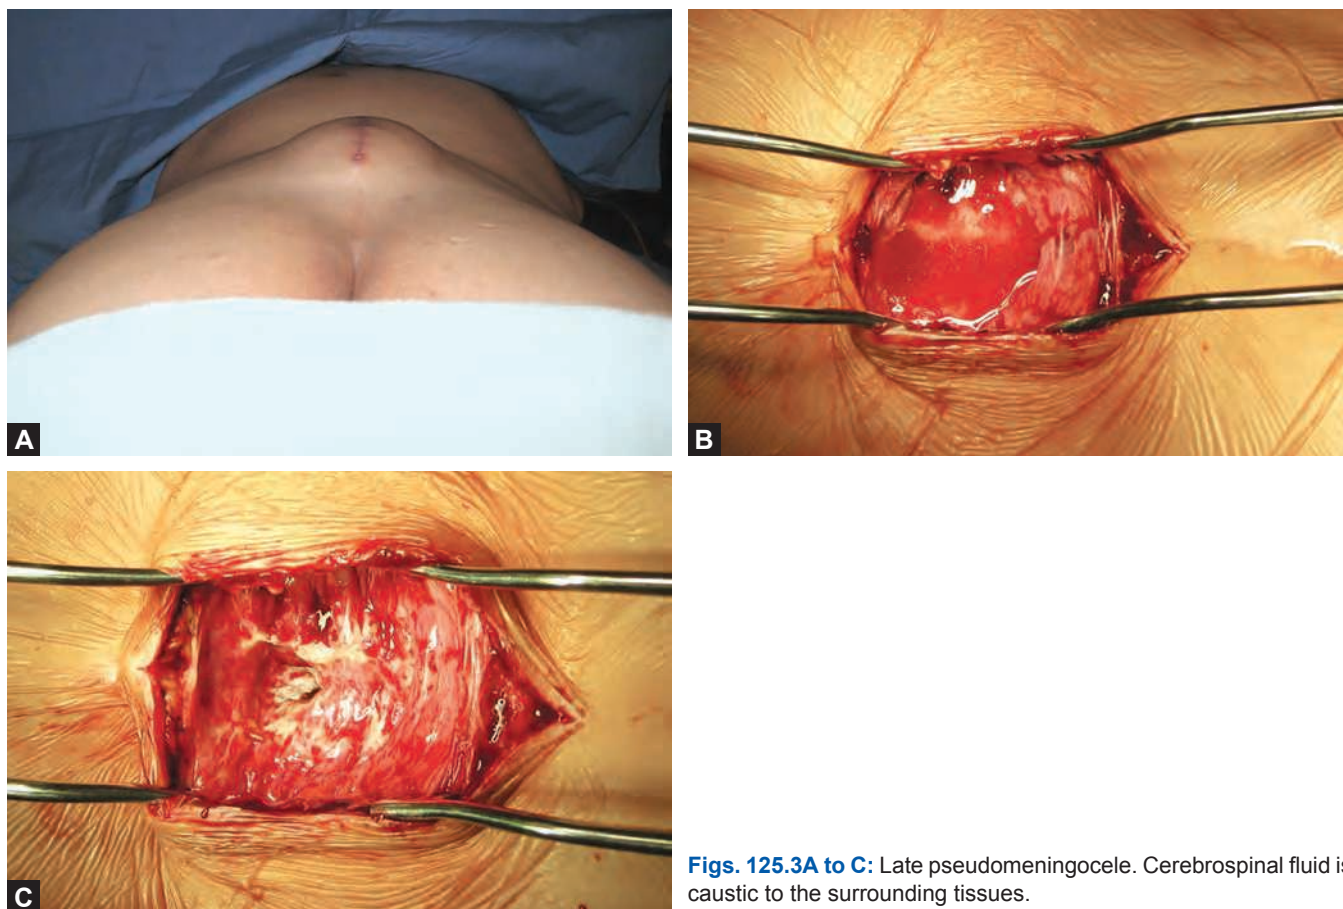 A
B
C
Figs. 125.3A to C: Late pseudomeningocele. Cerebrospinal fluid is
caustic to the surrounding tissues.